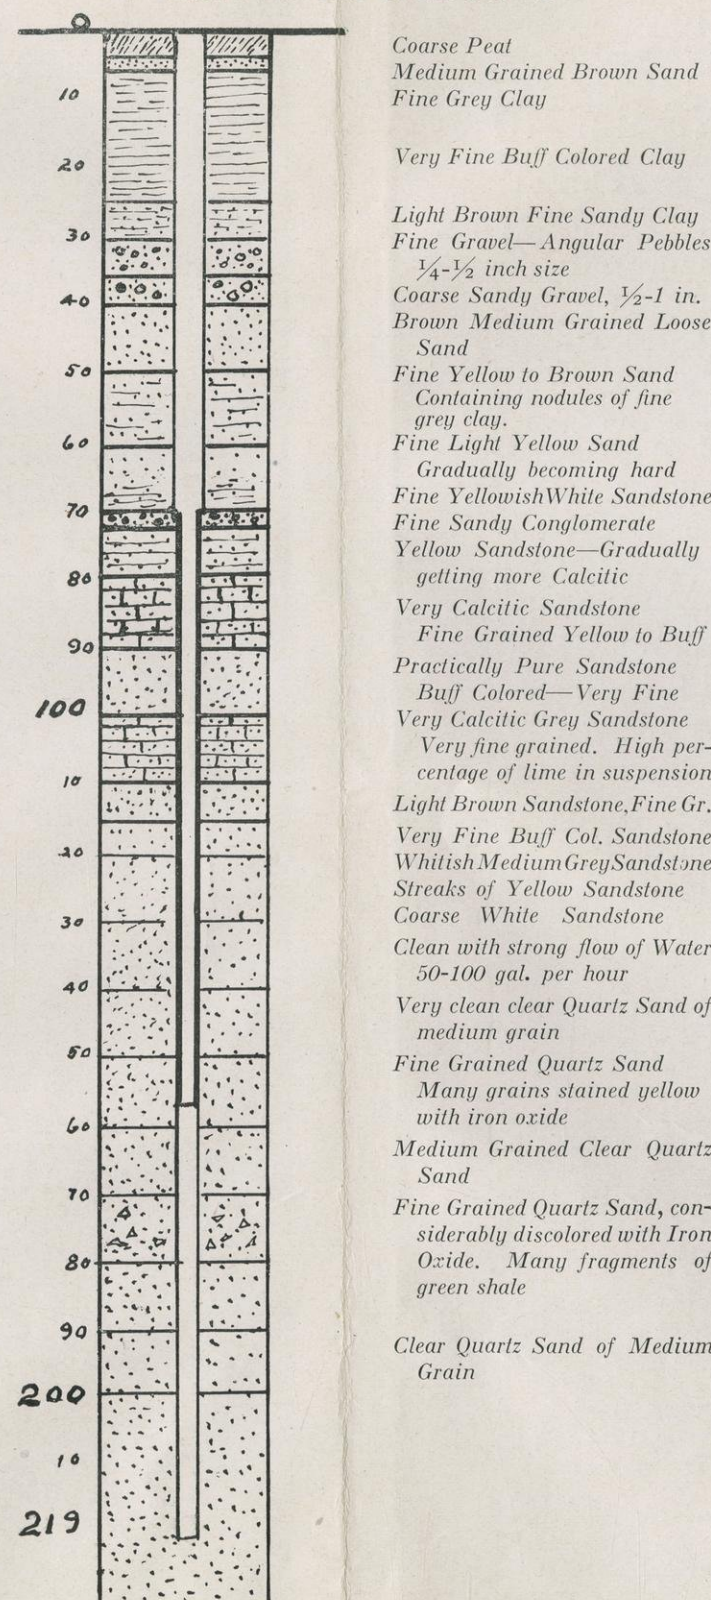 0
Coarse Peat
Medium Grained Brown Sand
10
Fine Grey Clay
20
Very Fine Buff Colored Clay
Light Brown Fine Sandy Clay
30
Fine Gravel—Angular Pebbles
¼-½ inch size
40
Coarse Sandy Gravel, ½-1 in.
Brown Medium Grained Loose
Sand
50
Fine Yellow to Brown Sand
Containing nodules of fine
grey clay.
60
Fine Light Yellow Sand
Gradually becoming hard
Fine Yellowish White Sandstone
70
Fine Sandy Conglomerate
Yellow Sandstone—Gradually
80
getting more Calcitic
Very Calcitic Sandstone
Fine Grained Yellow to Buff
90
Practically Pure Sandstone
Buff Colored—Very Fine
100
Very Calcitic Grey Sandstone
Very fine grained. High per-
centage of lime in suspension
10
Light Brown Sandstone, Fine Gr.
Very Fine Buff Col. Sandstone
20
Whitish Medium Grey Sandstone
Streaks of Yellow Sandstone
30
Coarse White Sandstone
Clean with strong flow of Water
50-100 gal. per hour
40
Very clean clear Quartz Sand of
medium grain
50
Fine Grained Quartz Sand
Many grains stained yellow
with iron oxide
60
Medium Grained Clear Quartz
Sand
70
Fine Grained Quartz Sand, con-
siderably discolored with Iron
80
Oxide. Many fragments of
green shale
90
Clear Quartz Sand of Medium
Grain
200
10
219